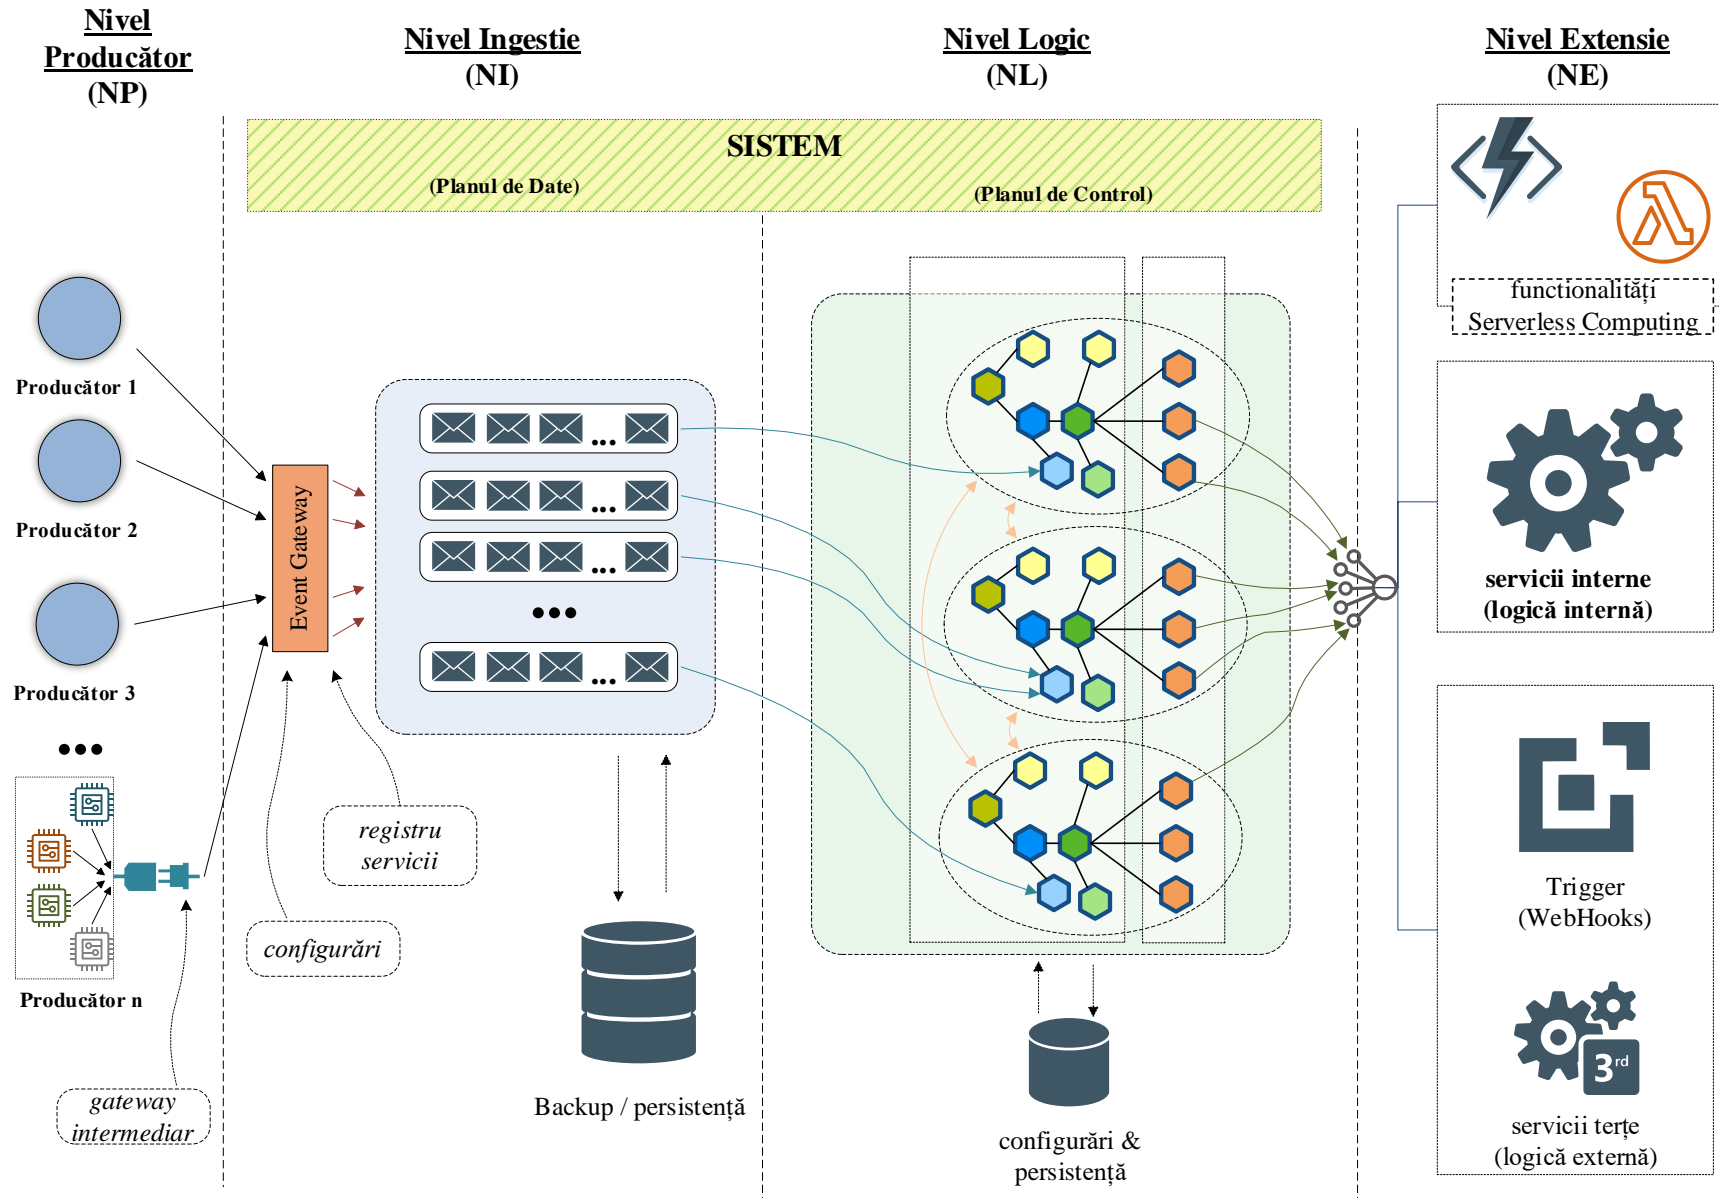 Nivel
Producător
(NP)
Nivel Ingestie
(NI)
Nivel Logic
(NL)
Nivel Extensie
(NE)
SISTEM
(Planul de Date)
(Planul de Control)
functionalități
Serverless Computing
Producător 1
Producător 2
Producător 3
...
Producător n
Event Gateway
...
...
...
...
...
registru
servicii
configurări
gateway
intermediar
Backup / persistență
configurări &
persistență
servicii interne
(logică internă)
Trigger
(WebHooks)
3rd
servicii terțe
(logică externă)